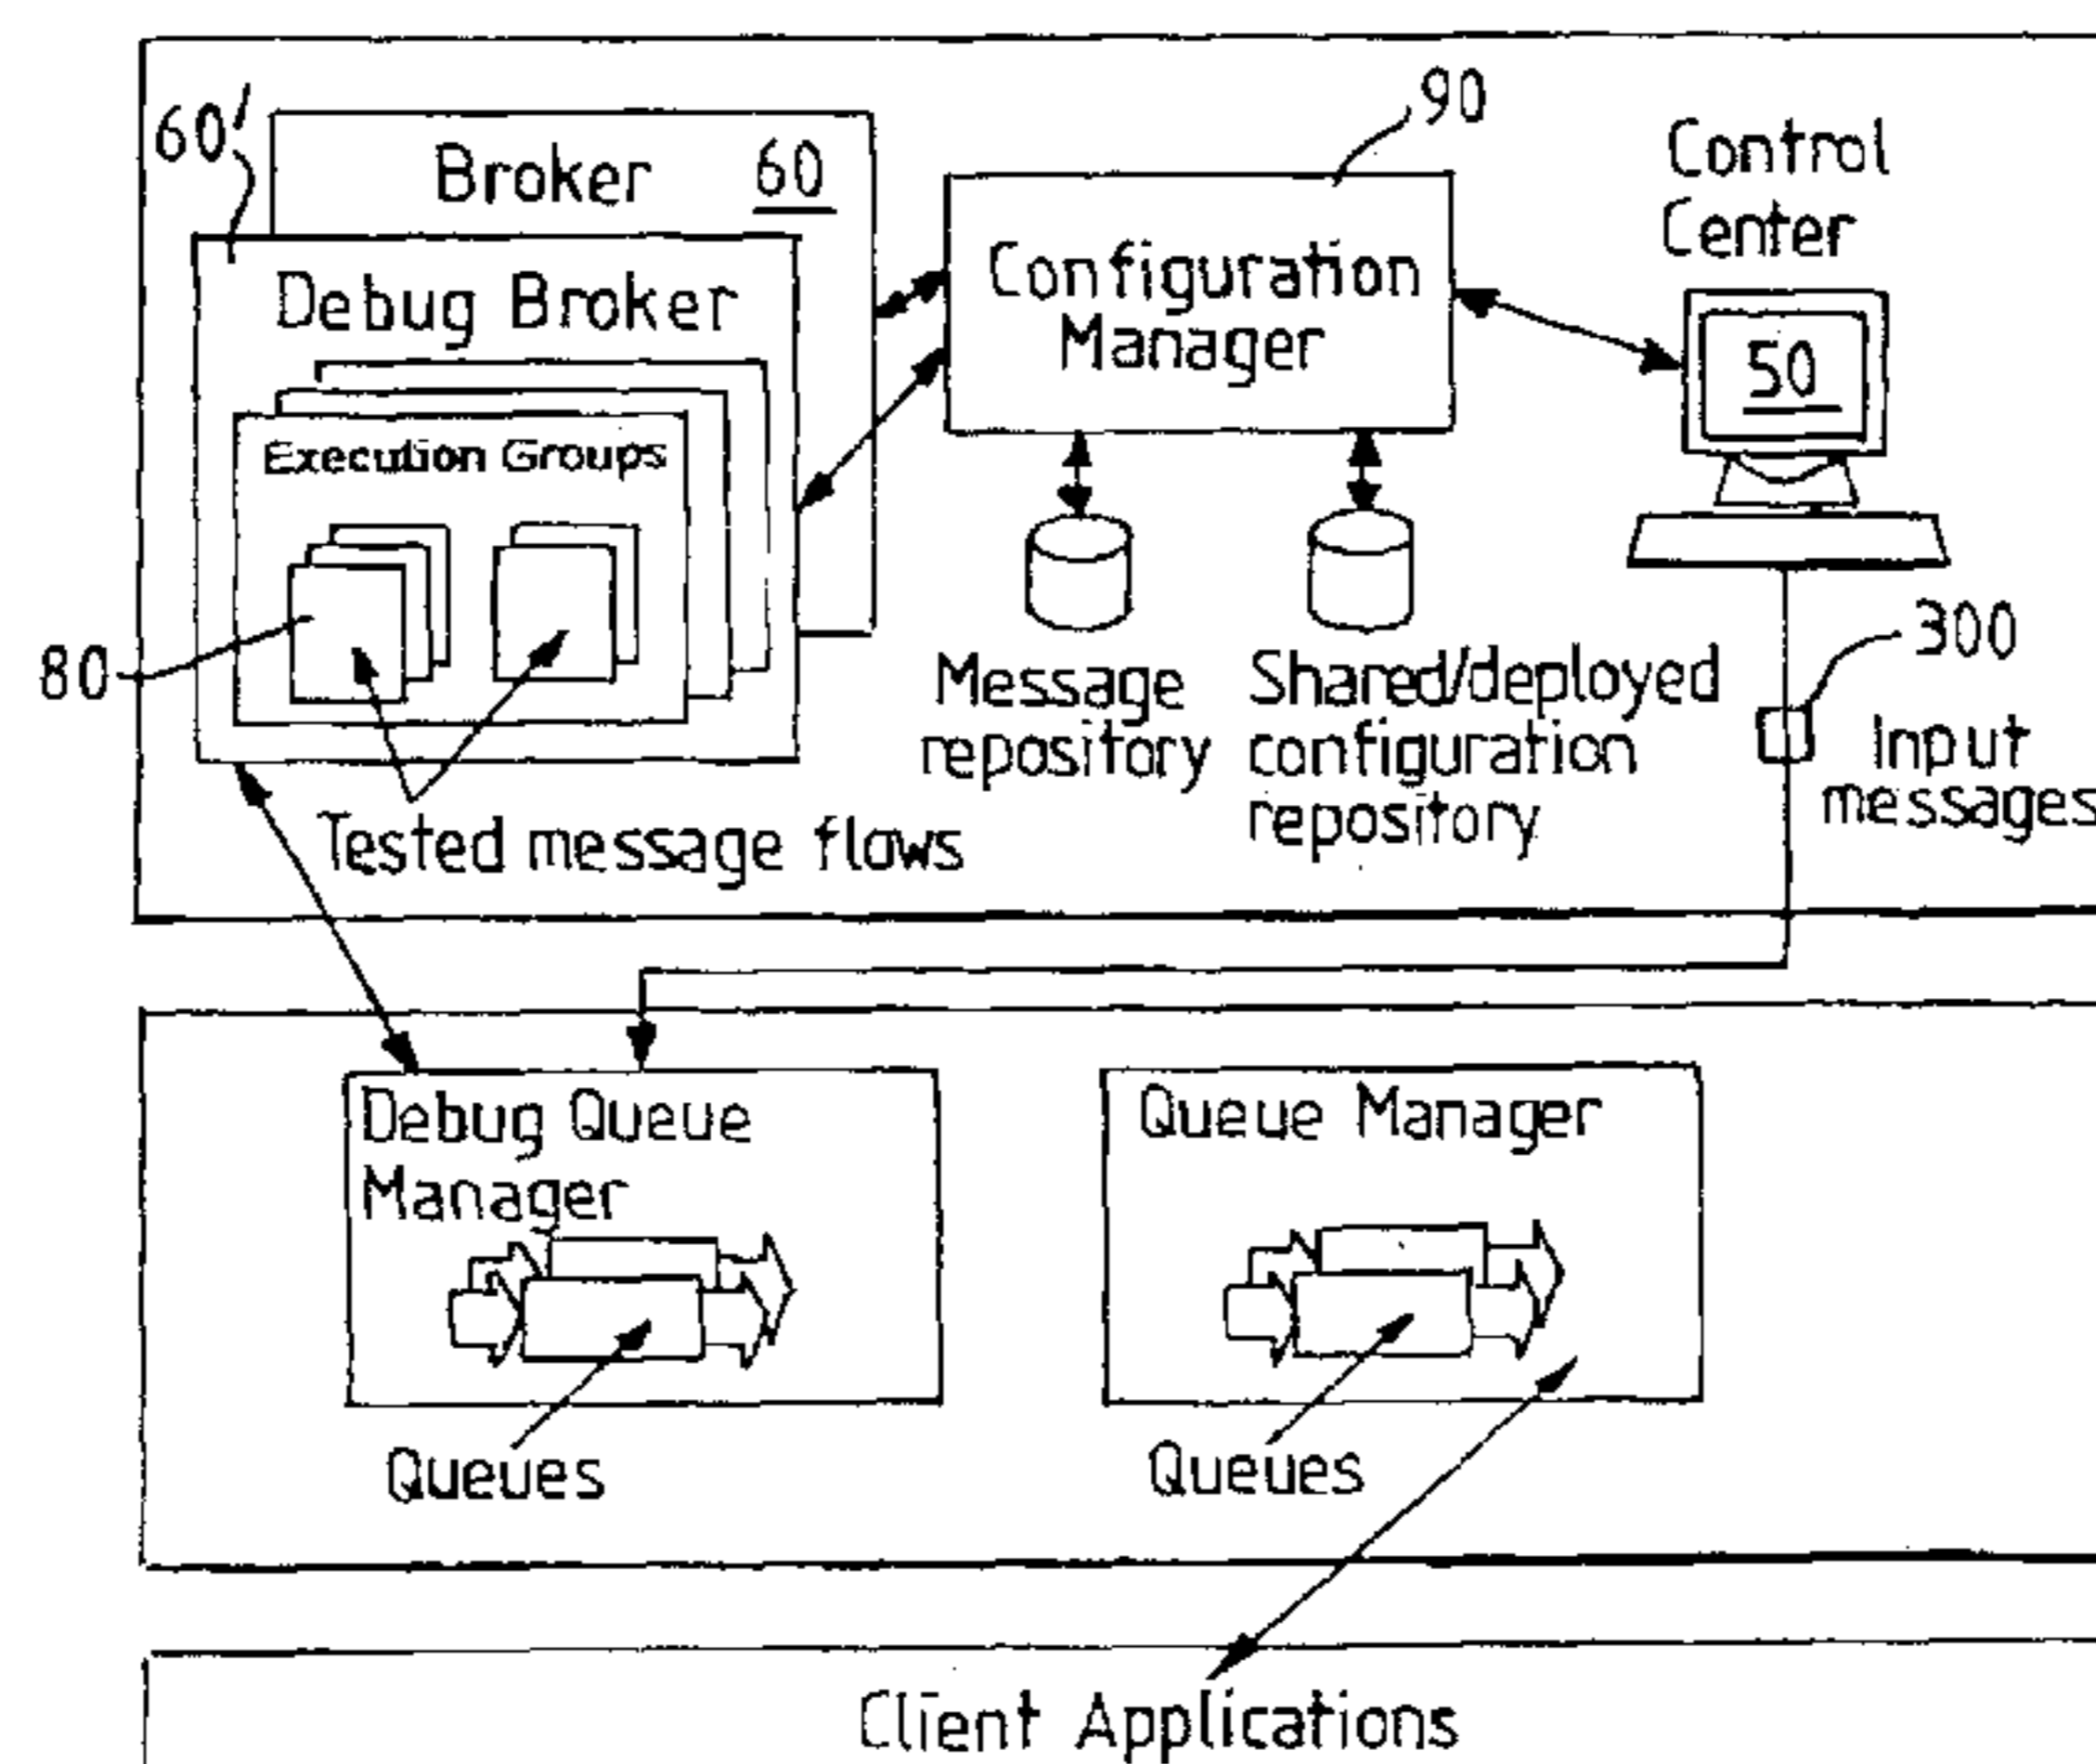 60'
Broker 60
90
Control
Center
Debug Broker
Configuration
Manager
50
Execution Groups
80
300
Message
repository
Shared/deployed
configuration
repository
Input
messages
Tested message flows
Debug Queue
Manager
Queue Manager
Queues
Queues
Client Applications